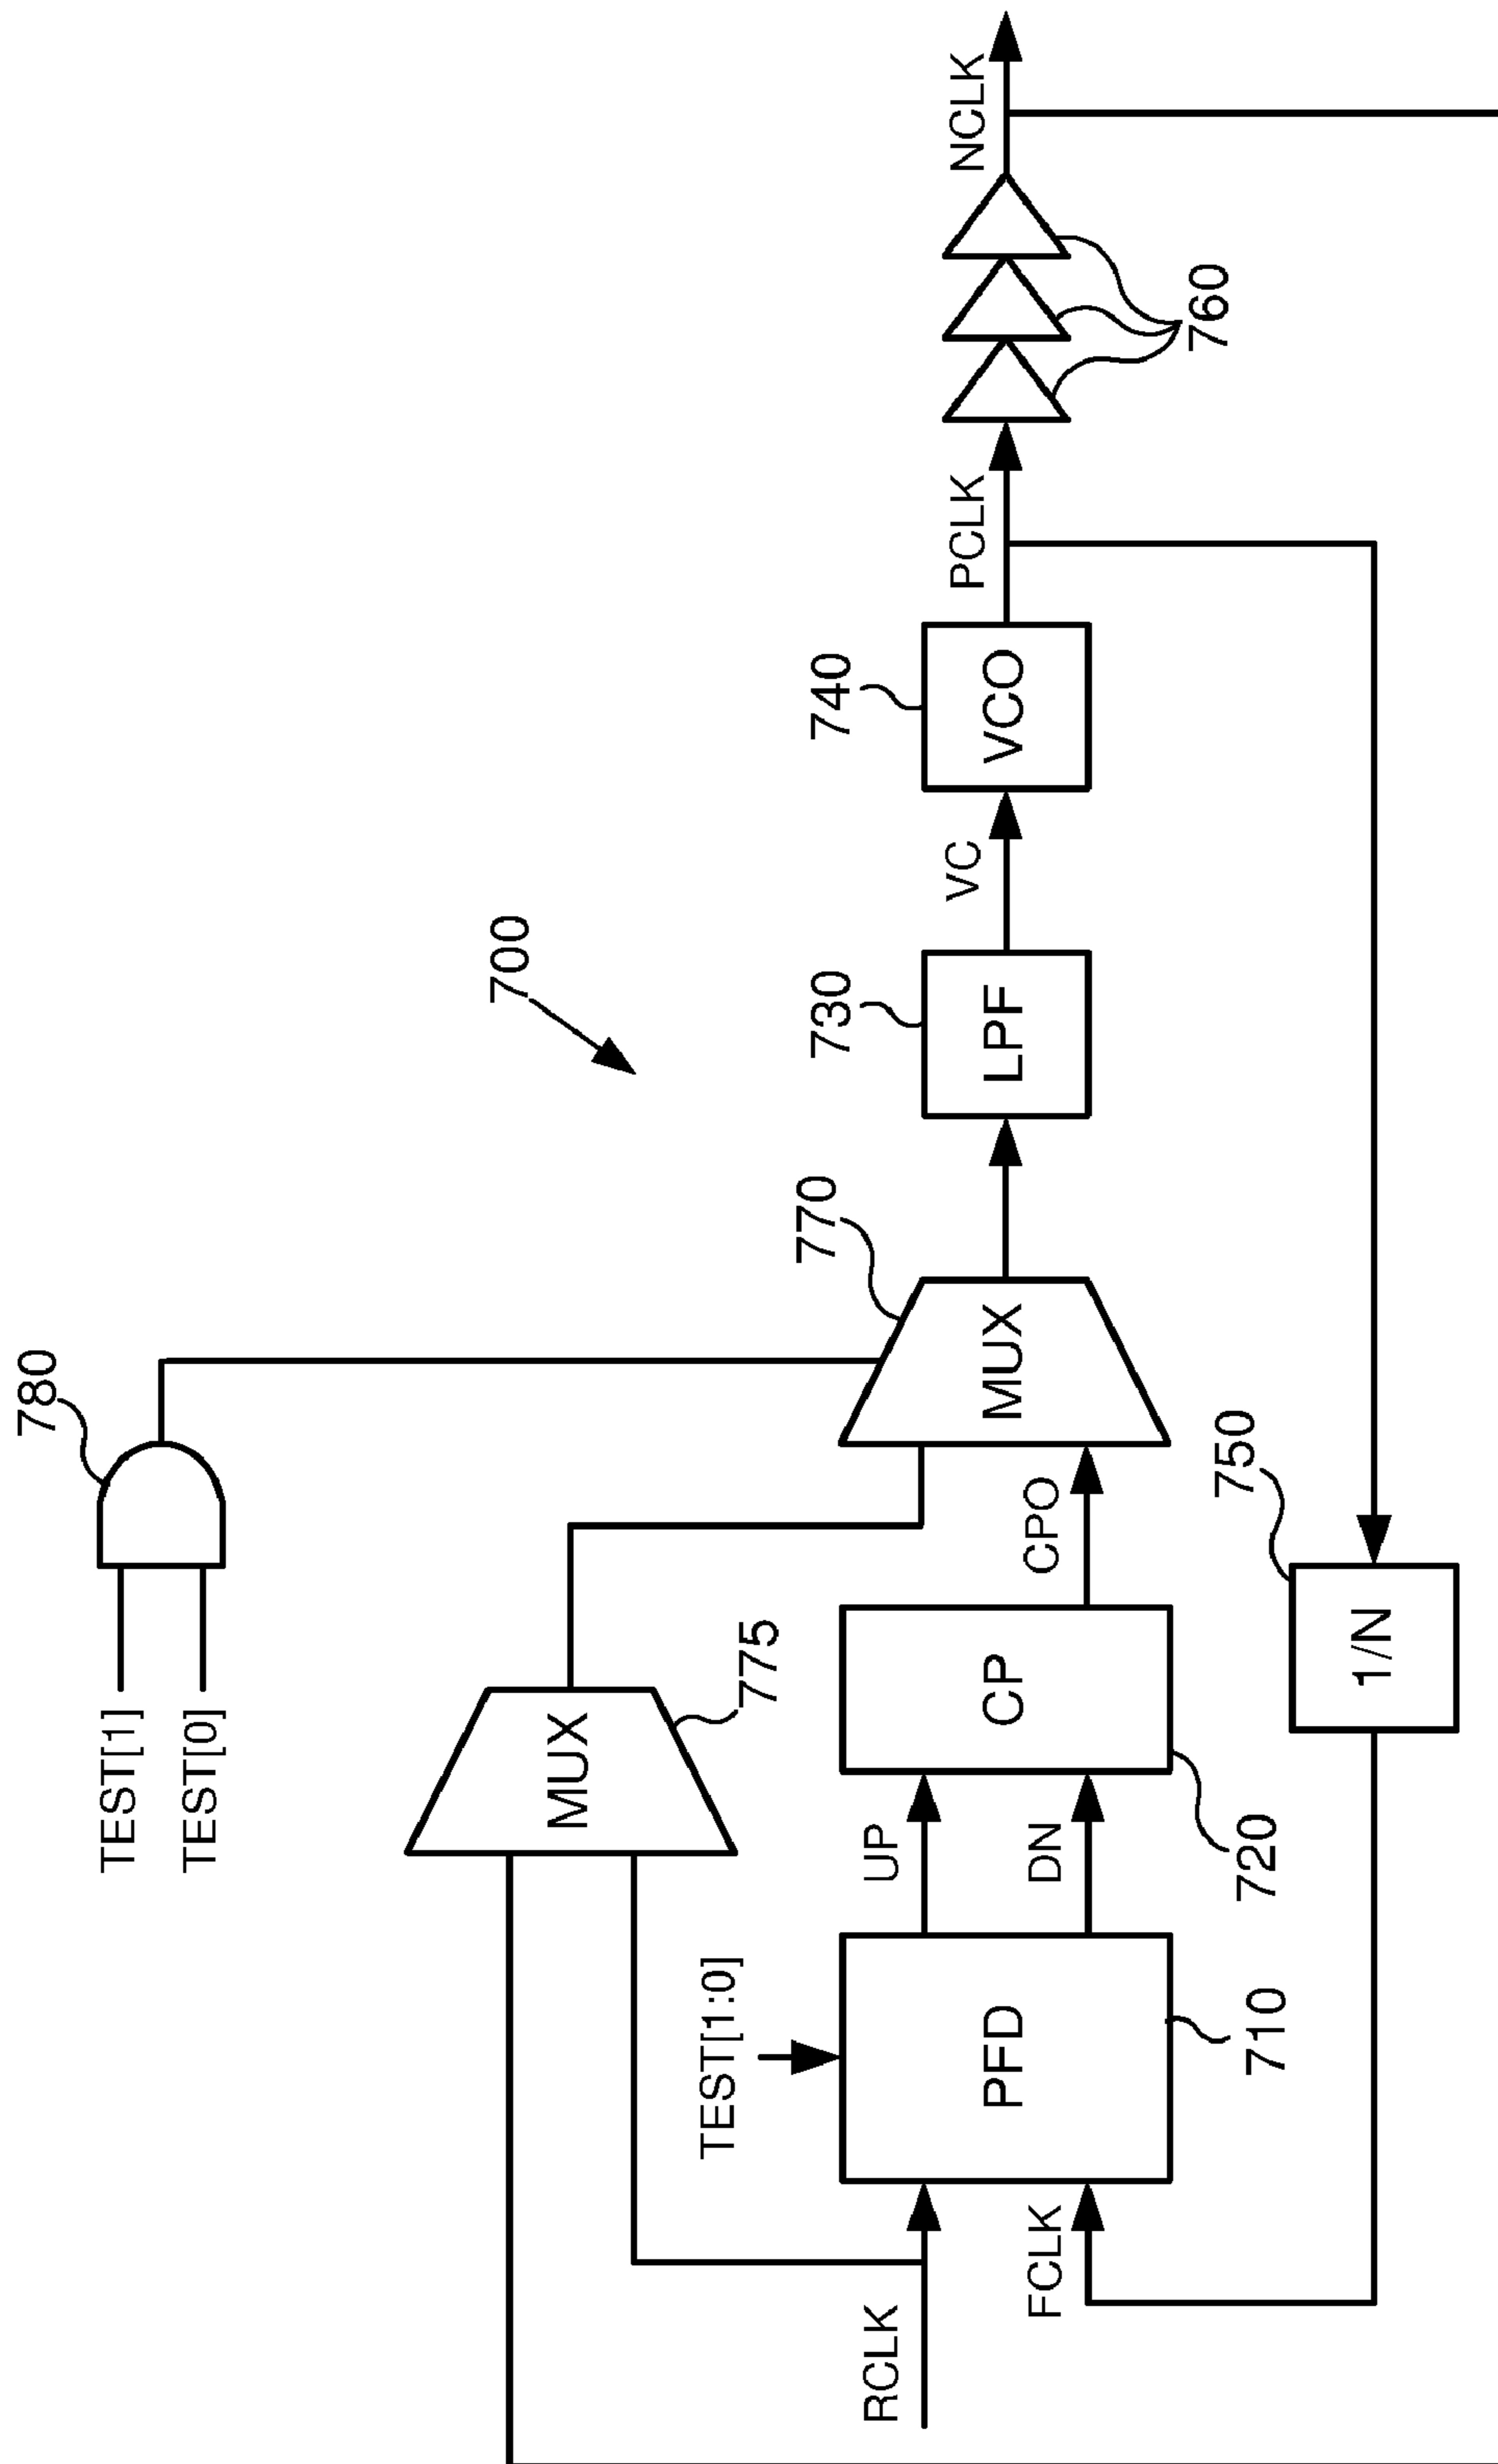 780
TEST[1]
TEST[0]
MUX
775
700
770
MUX
730
LPF
VC
740
VCO
PCLK
NCLK
760
TEST[1:0]
RCLK
FCLK
PFD
710
UP
DN
CP
720
CPO
750
1/N